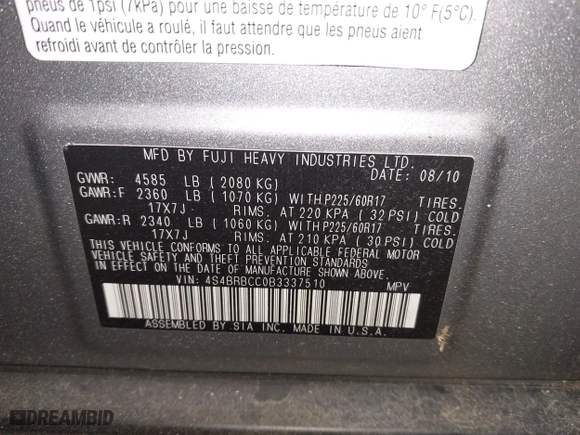 pneus de 1psi (7kPa) pour une baisse de température de 10° F(5°C).
Quand le véhicule a roulé, il faut attendre que les pneus aient
refroidi avant de contrôler la pression.
MFD BY FUJI HEAVY INDUSTRIES LTD.
GVWR: 4585 LB ( 2080 KG) DATE: 08/10
GAWR:F 2360 LB ( 1070 KG) WITH P225/60R17 TIRES.
17X7J RIMS. AT 220 KPA ( 32 PSI) COLD
GAWR:R 2340 LB ( 1060 KG) WITH P225/60R17 TIRES.
17X7J RIMS. AT 210 KPA ( 30 PSI) COLD
THIS VEHICLE CONFORMS TO ALL APPLICABLE FEDERAL MOTOR
VEHICLE SAFETY AND THEFT PREVENTION STANDARDS
IN EFFECT ON THE DATE OF MANUFACTURE SHOWN ABOVE.
VIN: 4S4BRBCC0B3337510 MPV
ASSEMBLED BY SIA INC. MADE IN U.S.A.
DREAMBID